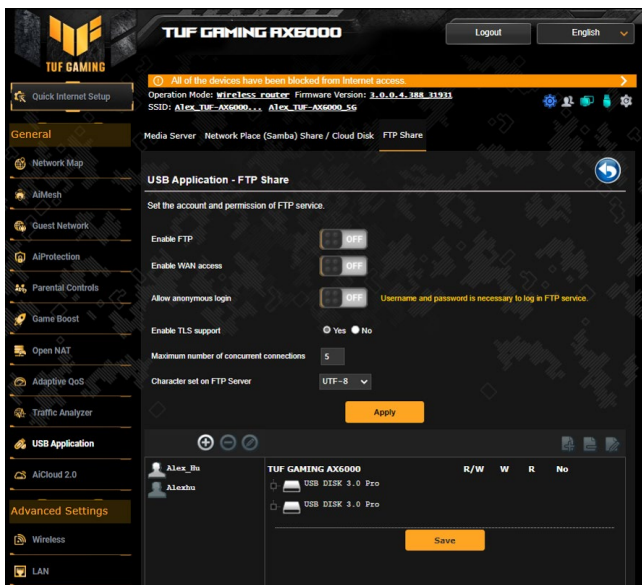 TUF GAMING
TUF GAMING AX6000
Logout
English
All of the devices have been blocked from Internet access.
Quick Internet Setup
Operation Mode: Wireless router Firmware Version: 3.0.0.4.388_31931
SSID: Alex_TUF-AX6000... Alex_TUF-AX6000_5G
General
Media Server Network Place (Samba) Share / Cloud Disk FTP Share
Network Map
USB Application - FTP Share
AiMesh
Set the account and permission of FTP service.
Guest Network
Enable FTP OFF
AiProtection
Enable WAN access OFF
Parental Controls
Allow anonymous login OFF Username and password is necessary to log in FTP service.
Game Boost
Enable TLS support Yes No
Open NAT
Maximum number of concurrent connections 5
Adaptive QoS
Character set on FTP Server UTF-8
Traffic Analyzer
Apply
USB Application
Alex_Hu
TUF GAMING AX6000 R/W W R No
AiCloud 2.0
Alexhu
USB DISK 3.0 Pro
USB DISK 3.0 Pro
Advanced Settings
Wireless
Save
LAN